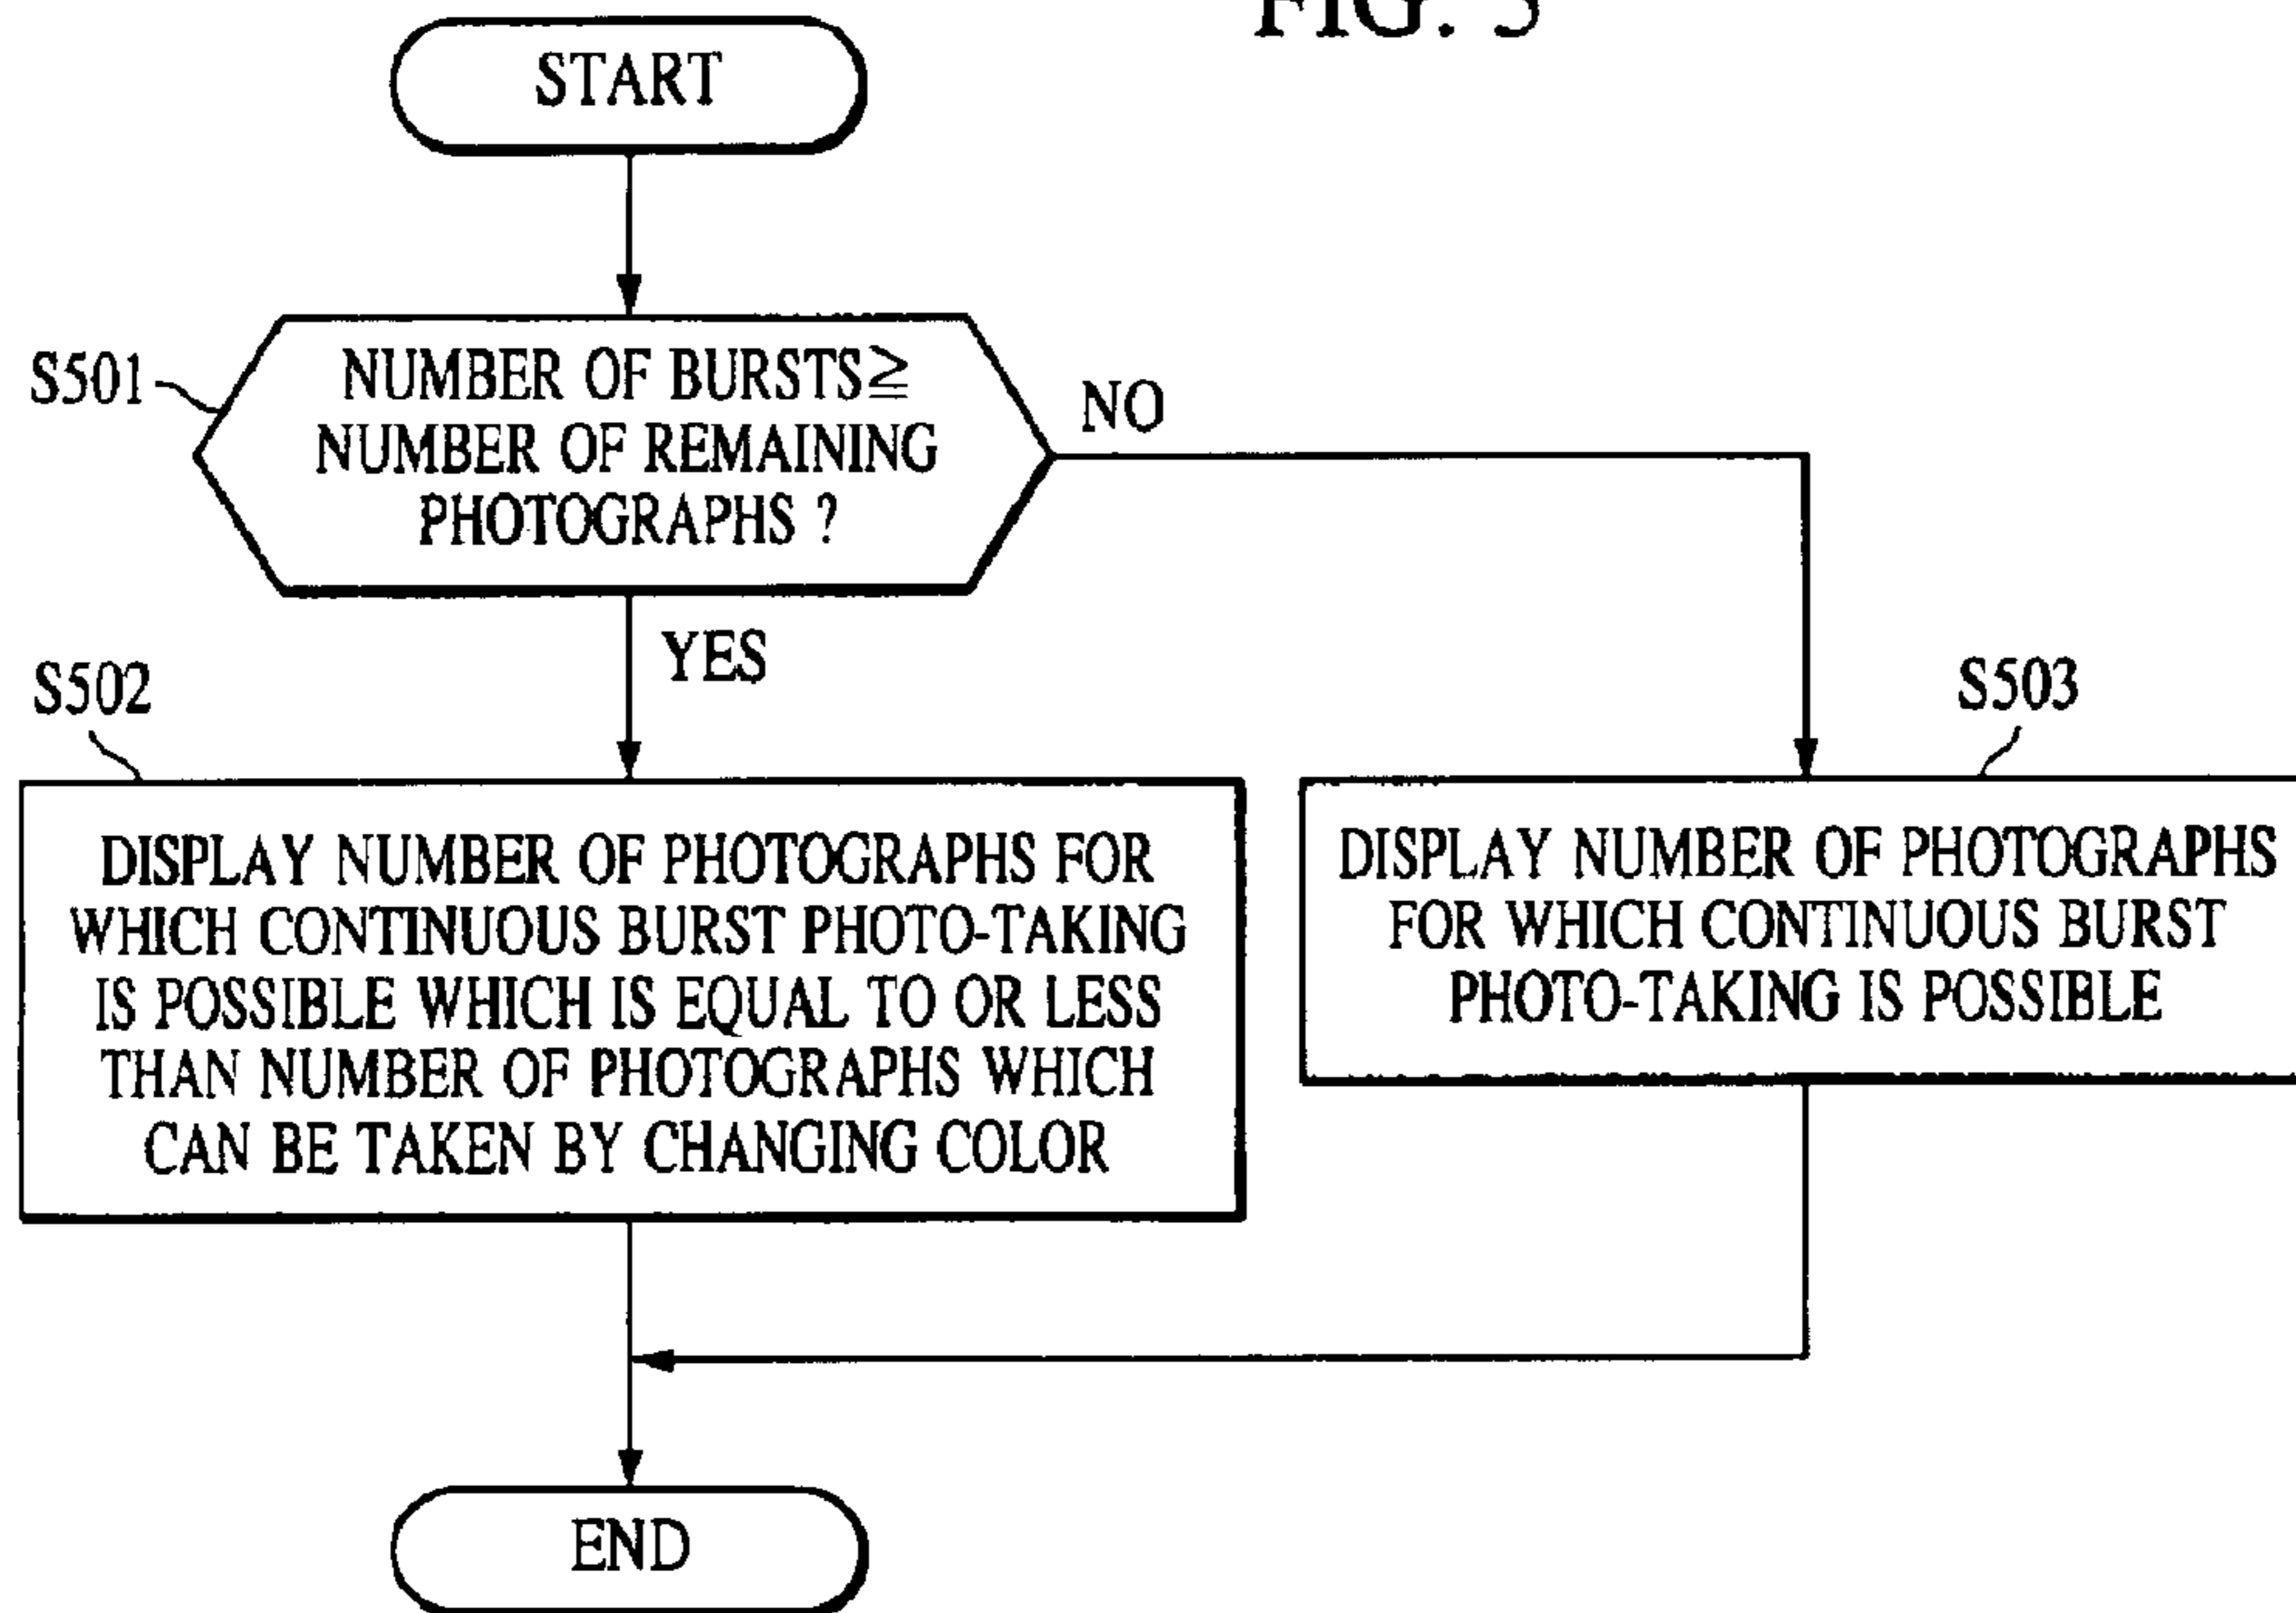 FIG. 5
START
S501
NUMBER OF BURSTS≧
NUMBER OF REMAINING
PHOTOGRAPHS ?
NO
YES
S502
DISPLAY NUMBER OF PHOTOGRAPHS FOR
WHICH CONTINUOUS BURST PHOTO-TAKING
IS POSSIBLE WHICH IS EQUAL TO OR LESS
THAN NUMBER OF PHOTOGRAPHS WHICH
CAN BE TAKEN BY CHANGING COLOR
S503
DISPLAY NUMBER OF PHOTOGRAPHS
FOR WHICH CONTINUOUS BURST
PHOTO-TAKING IS POSSIBLE
END